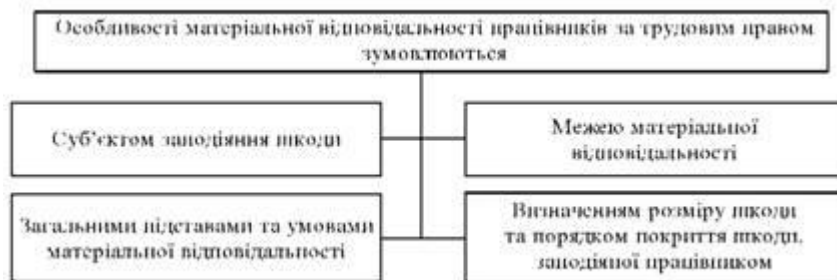 Особливості матеріальної відповідальності працівників за трудовим правом
зумовлюються
Суб'єктом заподіяння шкоди
Межею матеріальної
відповідальності
Загальними підставами та умовами
матеріальної відповідальності
Визначенням розміру шкоди
та порядком покриття шкоди,
заподіяної працівником